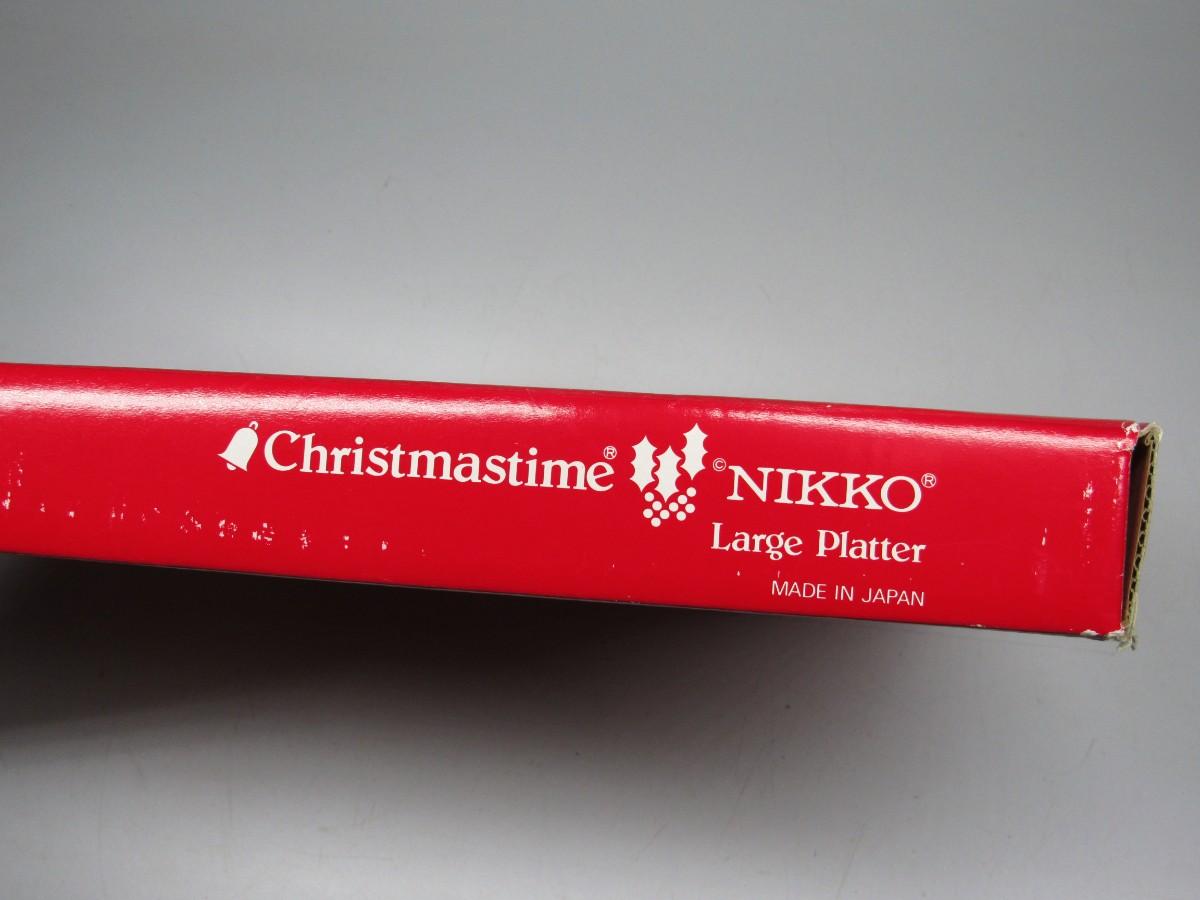 Christmastime® ©NIKKO®
Large Platter
MADE IN JAPAN